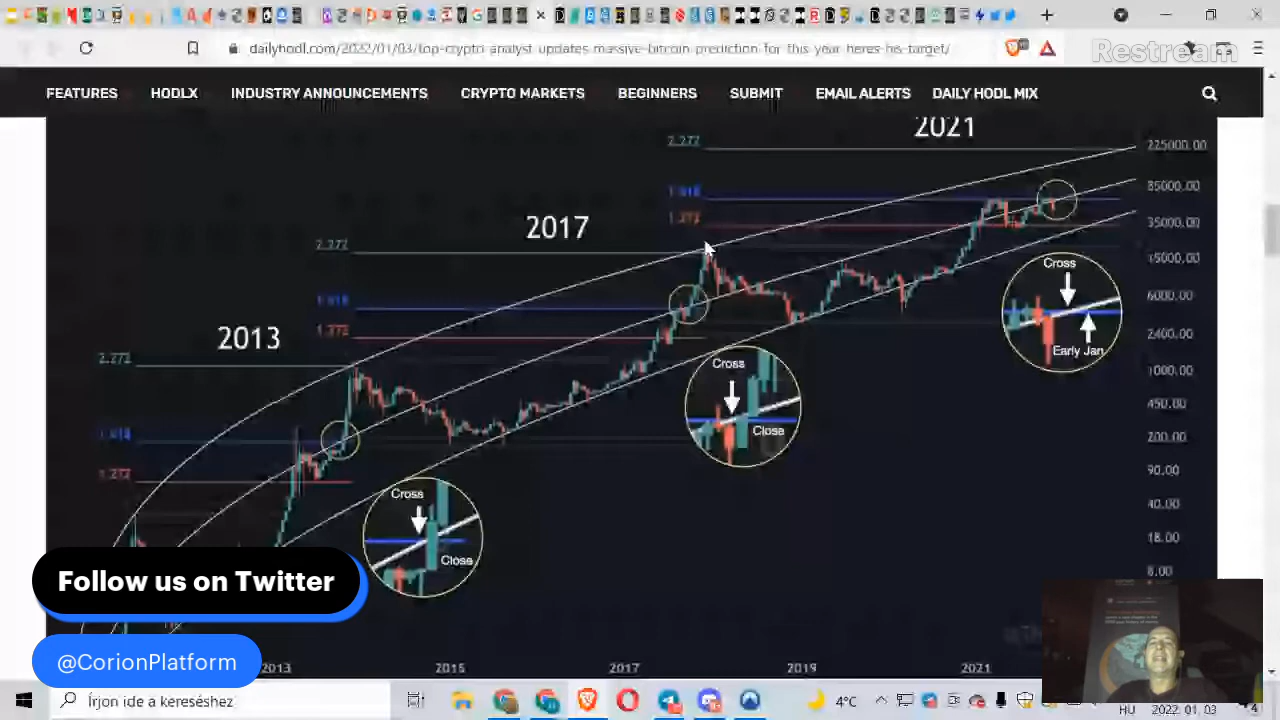 dailyhodl.com/2022/01/03/top-crypto-analyst-updates-massive-bitcoin-prediction-for-this-year-heres-his-target/
Restream
FEATURES HODLX INDUSTRY ANNOUNCEMENTS CRYPTO MARKETS BEGINNERS SUBMIT EMAIL ALERTS DAILY HODL MIX
2021
2.272
225000.00
1.618
85000.00
1.272
35000.00
2017
2.272
15000.00
Cross
1.618
6000.00
1.272
2400.00
2013
Early Jan
2.272
Cross
1000.00
450.00
1.618
Close
200.00
1.272
90.00
Cross
40.00
18.00
Close
8.00
Follow us on Twitter
@CorionPlatform
2013 2015 2017 2019 2021
Írjon ide a kereséshez
4°C
HU 2022. 01. 03.